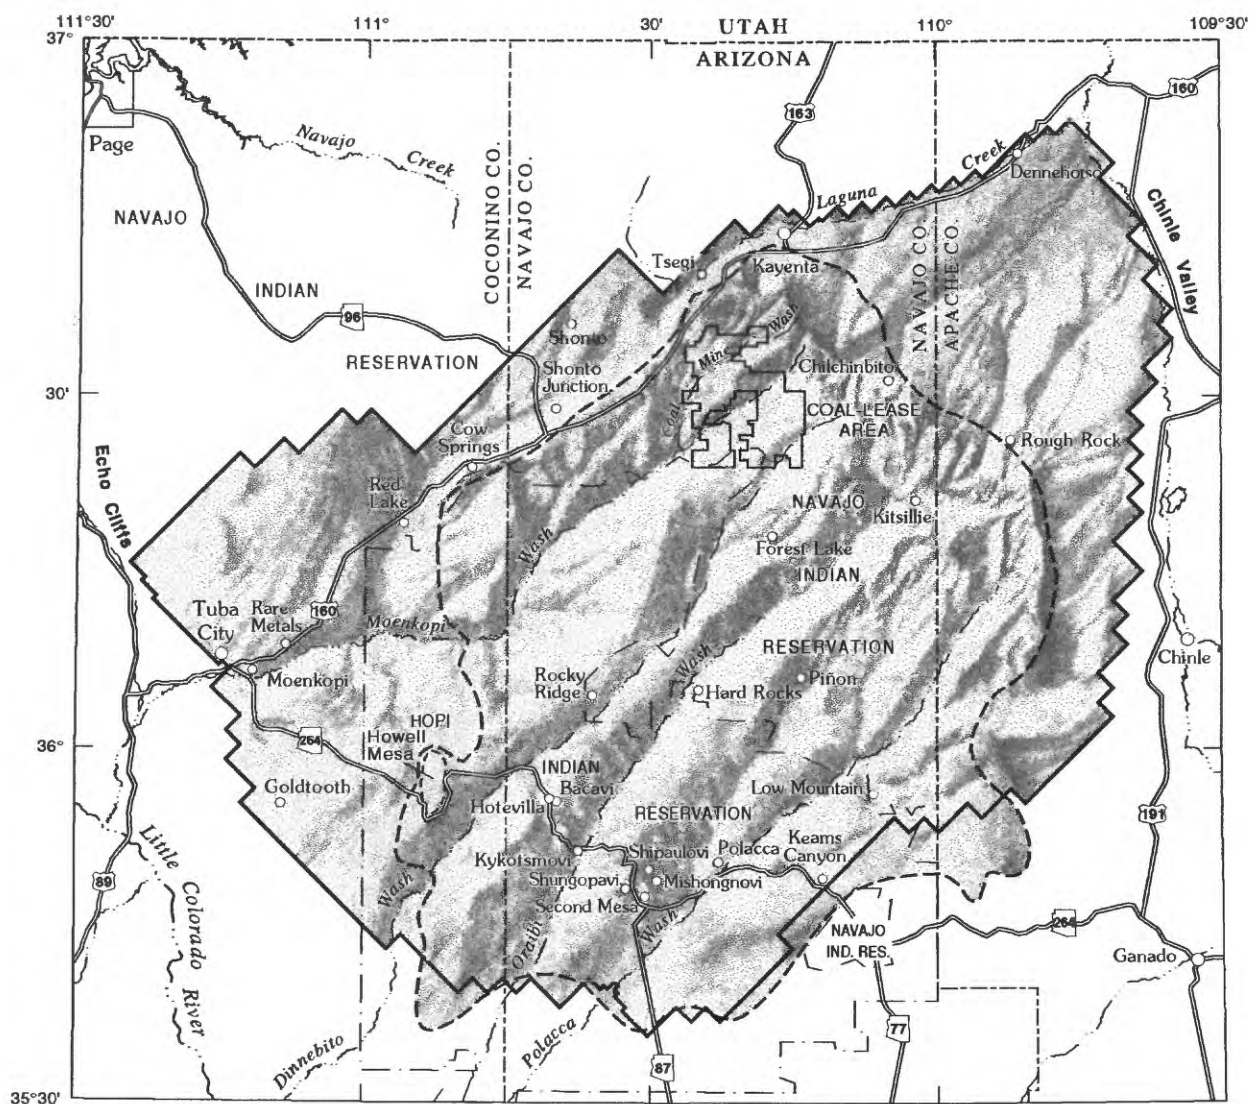 111°30'
111°
30'
110°
109°30'
37°
UTAH
ARIZONA
163
160
Page
Navajo
Creek
COCONINO CO.
NAVAJO CO.
Laguna
Creek
Dennehotso
Chinle Valley
NAVAJO
INDIAN
RESERVATION
96
Tsegi
Kayenta
NAVAJO CO.
APACHE CO.
Shonto
Shonto
Junction
Coal
Mine
Wash
Chilchinbito
30'
COAL-LEASE
AREA
Cow
Springs
Rough Rock
Echo Cliffs
Red
Lake
Wash
NAVAJO
Kitsillie
Forest Lake
INDIAN
Tuba
City
Rare
Metals
160
Moenkopi
Moenkopi
RESERVATION
Chinle
Rocky
Ridge
Wash
Hard Rocks
Piñon
36°
264
HOPI
Howell
Mesa
INDIAN
Goldtooth
Hotevilla
Bacavi
RESERVATION
Low Mountain
191
Little Colorado River
89
Kykotsmovi
Shipaulovi
Polacca
Keams
Canyon
Shungopavi
Mishongnovi
Second Mesa
Wash
Oraibi
Wash
NAVAJO
IND. RES.
264
Ganado
Dinnebito
Polacca
87
77
35°30'